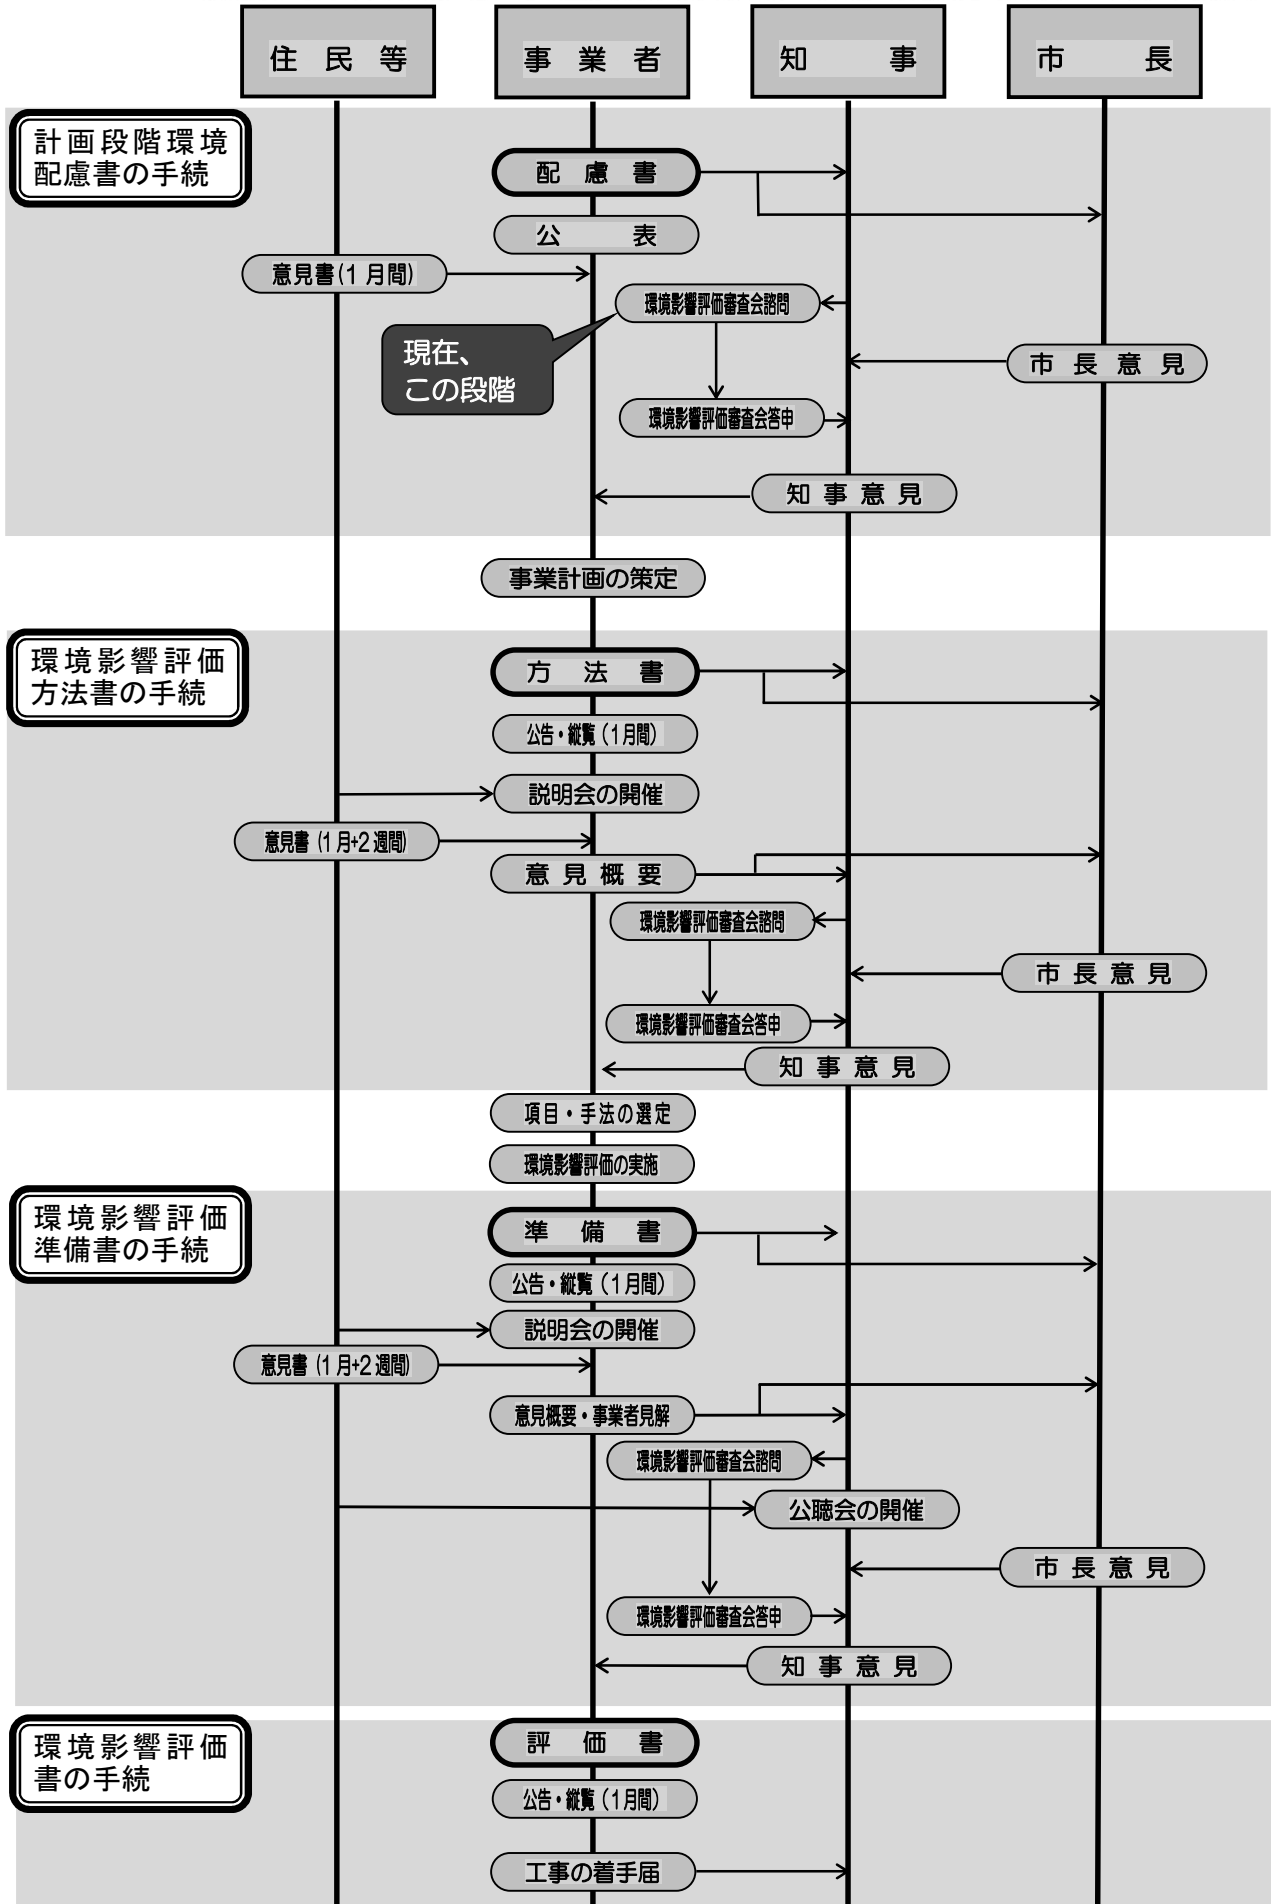 住民等
事業者
知事
市長
計画段階環境
配慮書の手続
配慮書
公表
意見書(1月間)
環境影響評価審査会諮問
現在、
この段階
市長意見
環境影響評価審査会答申
知事意見
事業計画の策定
環境影響評価
方法書の手続
方法書
公告・縦覧(1月間)
説明会の開催
意見書(1月+2週間)
意見概要
環境影響評価審査会諮問
市長意見
環境影響評価審査会答申
知事意見
項目・手法の選定
環境影響評価の実施
環境影響評価
準備書の手続
準備書
公告・縦覧(1月間)
説明会の開催
意見書(1月+2週間)
意見概要・事業者見解
環境影響評価審査会諮問
公聴会の開催
市長意見
環境影響評価審査会答申
知事意見
環境影響評価
書の手続
評価書
公告・縦覧(1月間)
工事の着手届